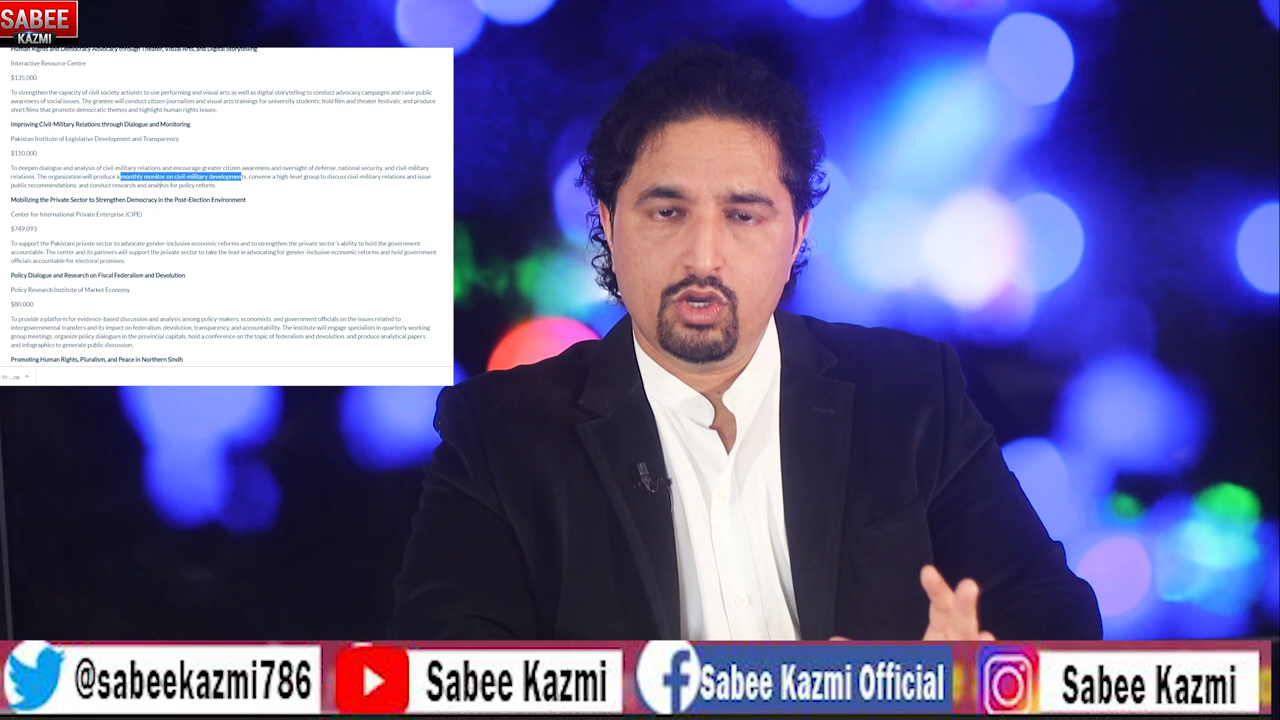 SABEE
KAZMI
Human Rights and Democracy Advocacy through Theater, Visual Arts, and Digital Storytelling
Interactive Resource Centre
$135,000
To strengthen the capacity of civil society activists to use performing and visual arts as well as digital storytelling to conduct advocacy campaigns and raise public
awareness of social issues. The grantee will conduct citizen journalism and visual arts trainings for university students; hold film and theater festivals; and produce
short films that promote democratic themes and highlight human rights issues.
Improving Civil-Military Relations through Dialogue and Monitoring
Pakistan Institute of Legislative Development and Transparency
$110,000
To deepen dialogue and analysis of civil-military relations and encourage greater citizen awareness and oversight of defense, national security, and civil-military
relations. The organization will produce a monthly monitor on civil-military developments, convene a high-level group to discuss civil-military relations and issue
public recommendations, and conduct research and analysis for policy reform.
Mobilizing the Private Sector to Strengthen Democracy in the Post-Election Environment
Center for International Private Enterprise (CIPE)
$749,093
To support the Pakistani private sector to advocate gender-inclusive economic reforms and to strengthen the private sector's ability to hold the government
accountable. The center and its partners will support the private sector to take the lead in advocating for gender-inclusive economic reforms and hold government
officials accountable for electoral promises.
Policy Dialogue and Research on Fiscal Federalism and Devolution
Policy Research Institute of Market Economy
$80,000
To provide a platform for evidence-based discussion and analysis among policy-makers, economists, and government officials on the issues related to
intergovernmental transfers and its impact on federalism, devolution, transparency, and accountability. The institute will engage specialists in quarterly working
group meetings, organize policy dialogues in the provincial capitals, hold a conference on the topic of federalism and devolution, and produce analytical papers
and infographics to generate public discussion.
Promoting Human Rights, Pluralism, and Peace in Northern Sindh
....zip
@sabeekazmi786
Sabee Kazmi
Sabee Kazmi Official
Sabee Kazmi